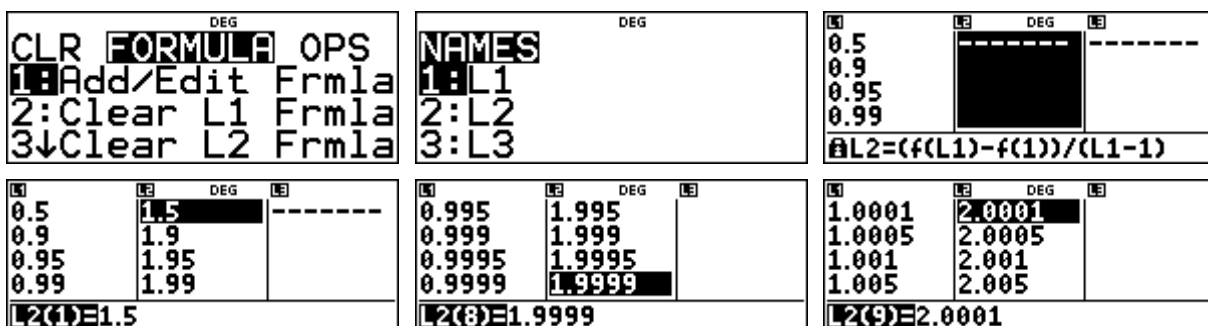 DEG
CLR FORMULA OPS
1:Add/Edit Frmla
2:Clear L1 Frmla
3↓Clear L2 Frmla
DEG
NAMES
1:L1
2:L2
3:L3
L1 L2 DEG L3
0.5 ------- -------
0.9
0.95
0.99
L2=(f(L1)-f(1))/(L1-1)
L1 L2 DEG L3
0.5 1.5 -------
0.9 1.9
0.95 1.95
0.99 1.99
L2(1)=1.5
L1 L2 DEG L3
0.995 1.995
0.999 1.999
0.9995 1.9995
0.9999 1.9999
L2(8)=1.9999
L1 L2 DEG L3
1.0001 2.0001
1.0005 2.0005
1.001 2.001
1.005 2.005
L2(9)=2.0001